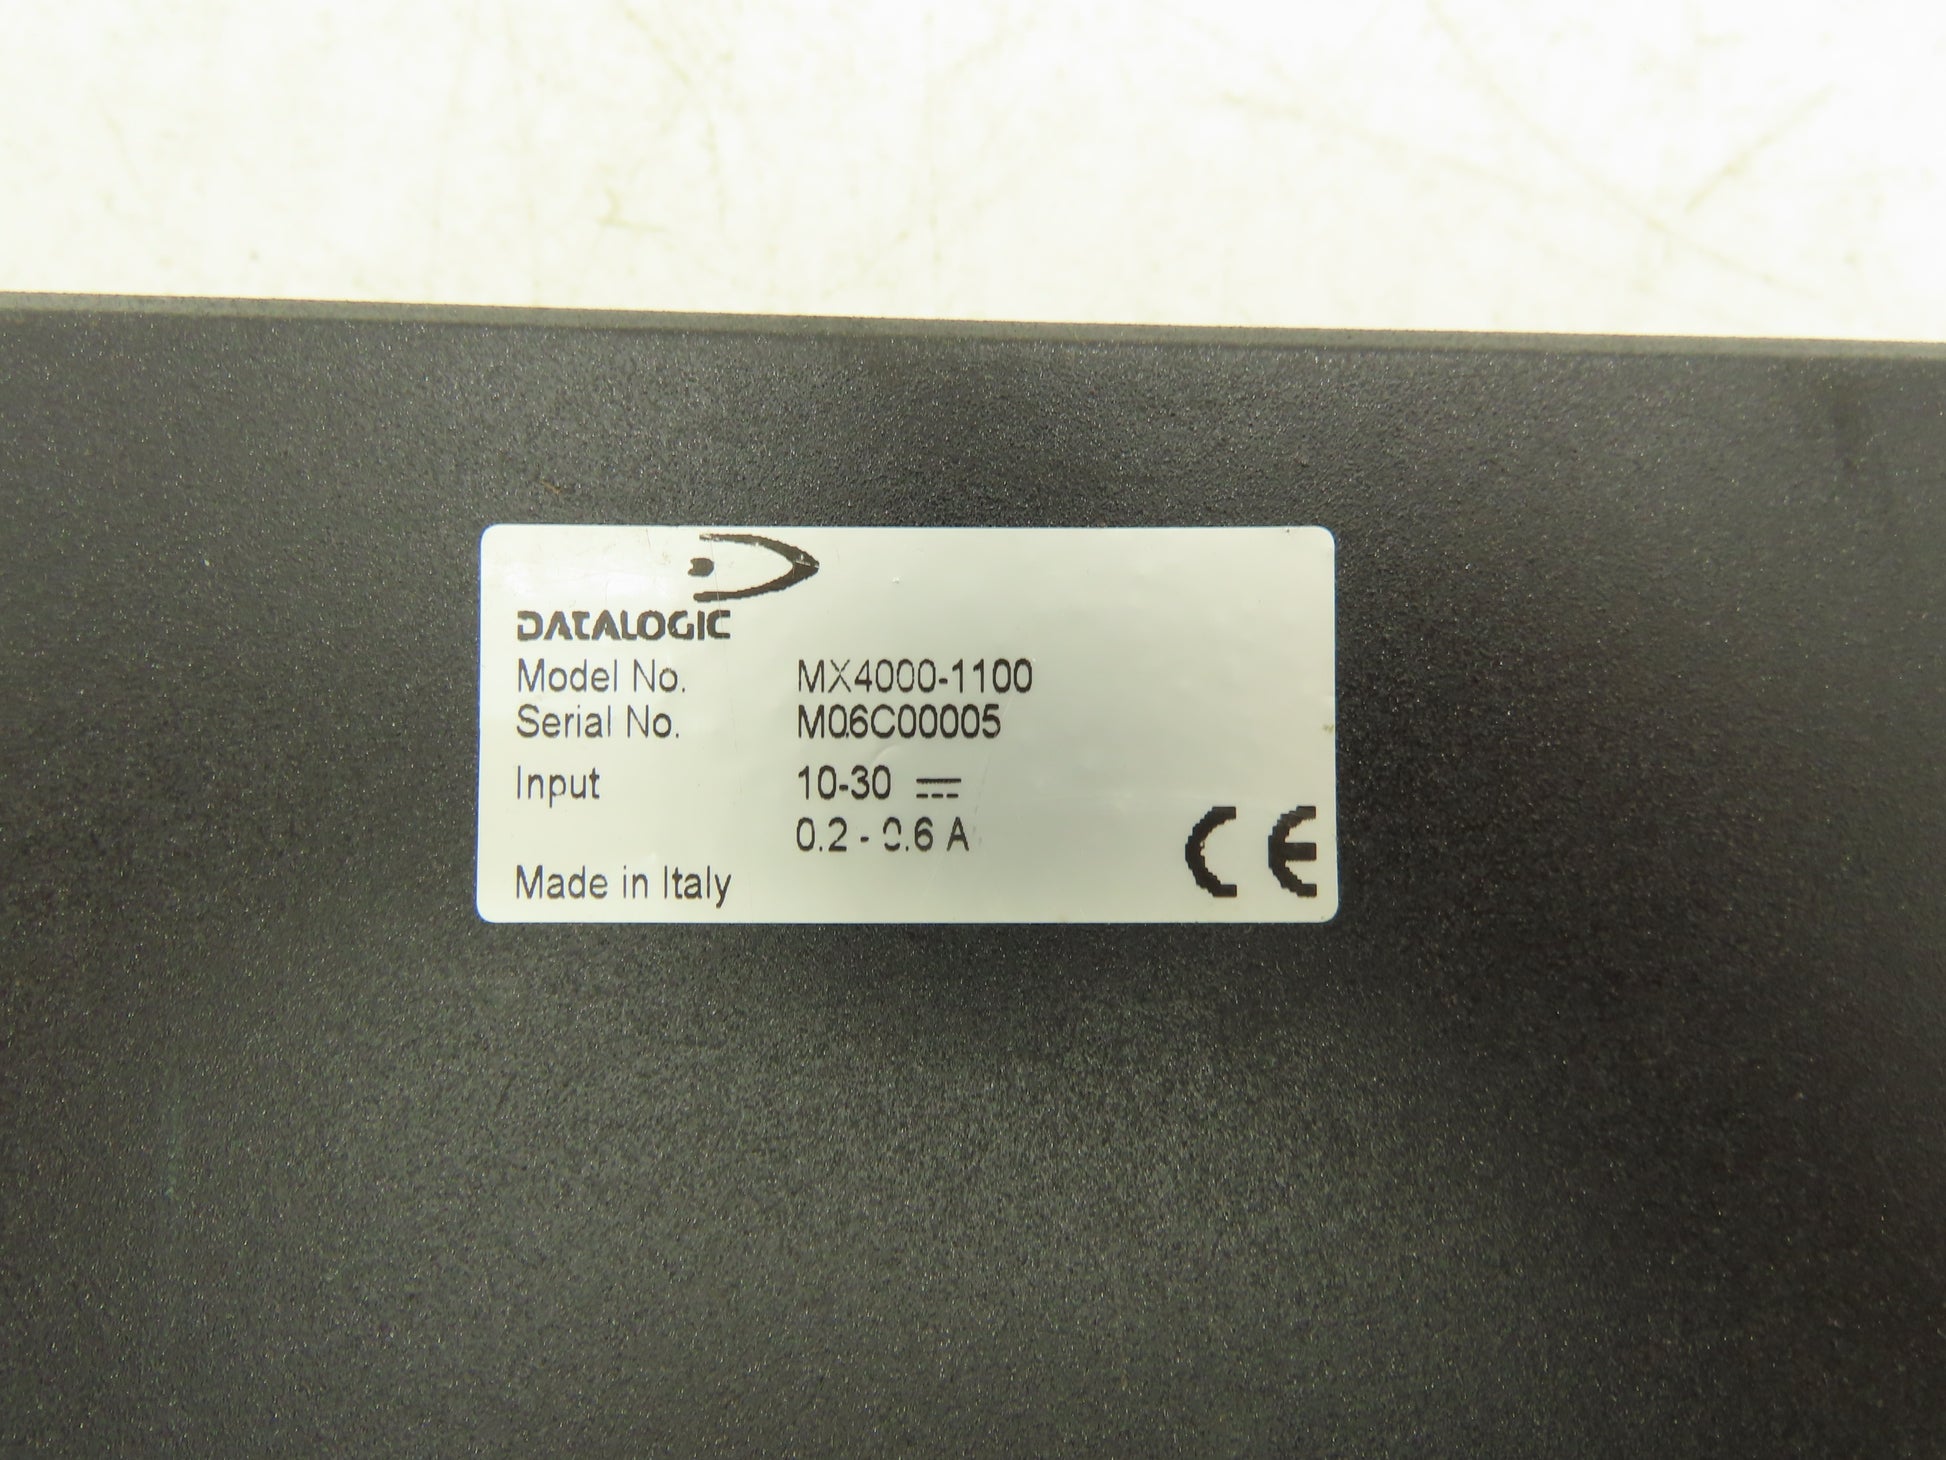 DATALOGIC
Model No. MX4000-1100
Serial No. M06C00005
Input 10-30 ⎓
0.2 - 0.6 A
Made in Italy
CE